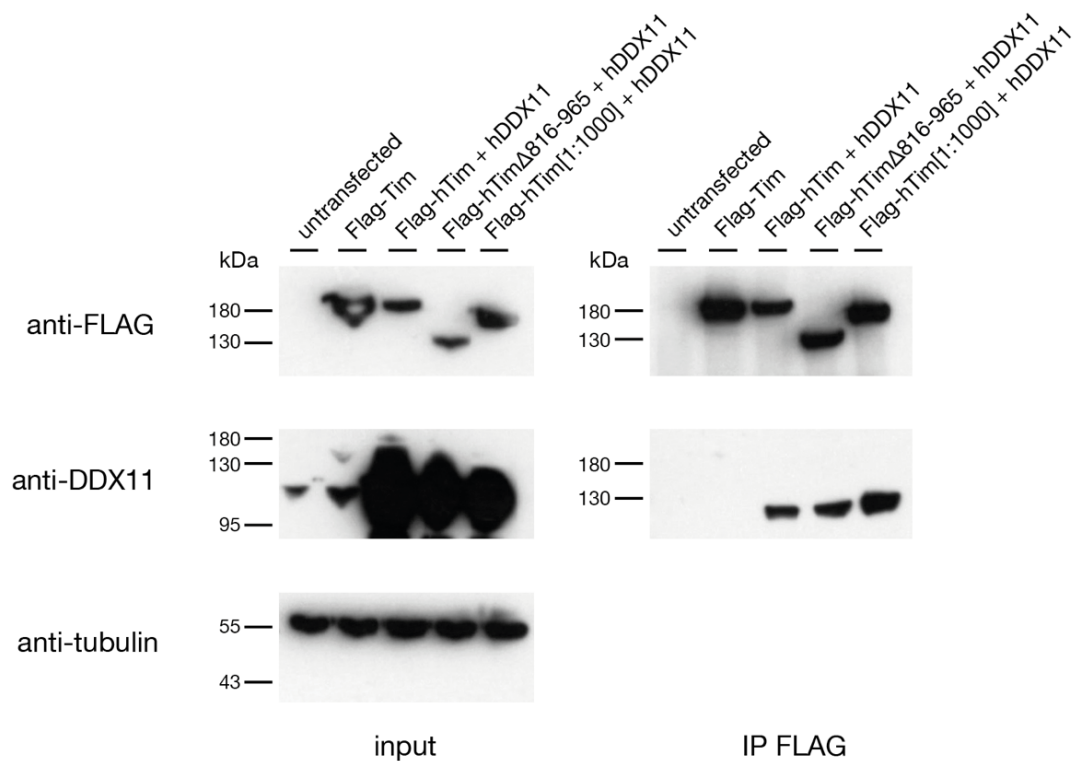 untransfected
Flag-Tim
Flag-hTim + hDDX11
Flag-hTimΔ816-965 + hDDX11
Flag-hTim[1:1000] + hDDX11
untransfected
Flag-Tim
Flag-hTim + hDDX11
Flag-hTimΔ816-965 + hDDX11
Flag-hTim[1:1000] + hDDX11
kDa
kDa
anti-FLAG
180
130
180
130
anti-DDX11
180
130
95
180
130
anti-tubulin
55
43
input
IP FLAG